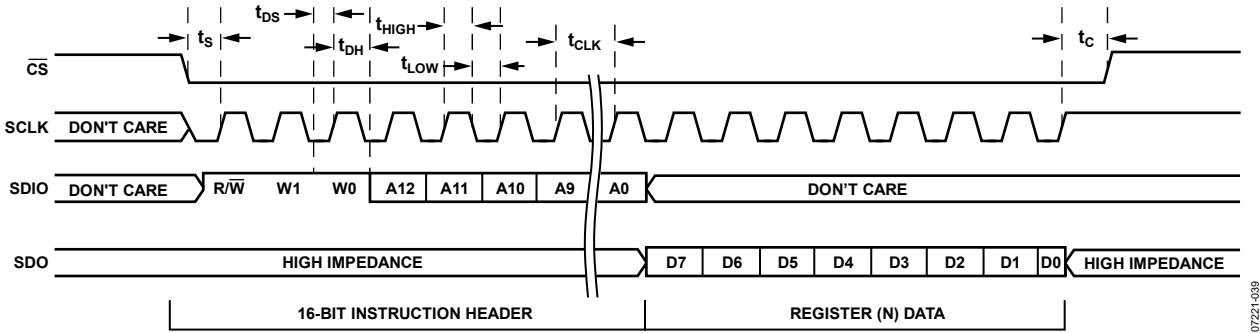 tDS
tS
tDH
tHIGH
tLOW
tCLK
tC
CS
SCLK DON'T CARE
SDIO DON'T CARE R/W W1 W0 A12 A11 A10 A9 A0 DON'T CARE
SDO HIGH IMPEDANCE D7 D6 D5 D4 D3 D2 D1 D0 HIGH IMPEDANCE
16-BIT INSTRUCTION HEADER REGISTER (N) DATA
07221-039